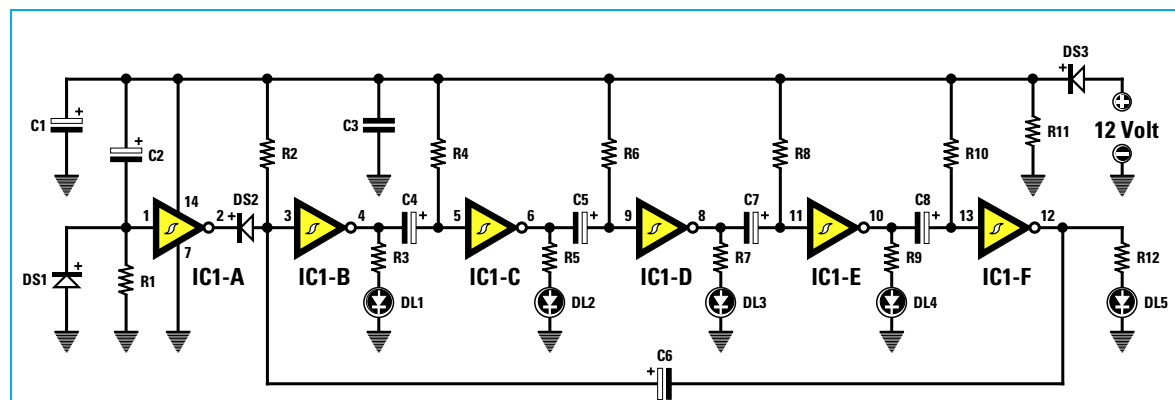 DS3
+
C1 +
C2 +
R2
C3
R4
R6
R8
R10
R11
12 Volt
1 14 2 7
DS2 +
3 4
C4 +
5 6
C5 +
9 8
C7 +
11 10
C8 +
13 12
DS1 +
R1
IC1-A
IC1-B
R3
DL1
IC1-C
R5
DL2
IC1-D
R7
DL3
IC1-E
R9
DL4
IC1-F
R12
DL5
C6
+